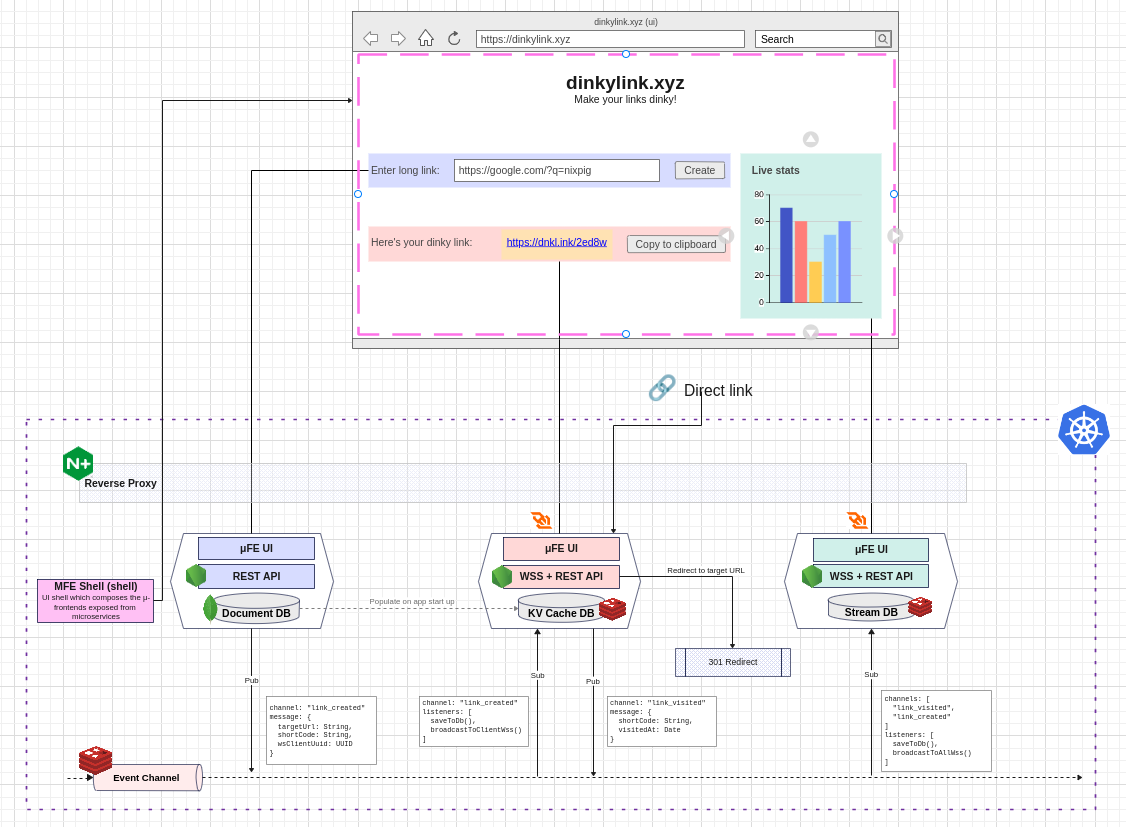 dinkylink.xyz (ui)
https://dinkylink.xyz
Search
dinkylink.xyz
Make your links dinky!
Enter long link:
https://google.com/?q=nixpig
Create
Here's your dinky link:
https://dnkl.ink/2ed8w
Copy to clipboard
Live stats
80
60
40
20
0
Direct link
N+
Reverse Proxy
MFE Shell (shell)
UI shell which composes the μ-
frontends exposed from
microservices
μFE UI
REST API
Document DB
Populate on app start up
μFE UI
WSS + REST API
KV Cache DB
Redirect to target URL
301 Redirect
μFE UI
WSS + REST API
Stream DB
Pub
channel: "link_created"
message: {
targetUrl: String,
shortCode: String,
wsClientUuid: UUID
}
channel: "link_created"
listeners: [
saveToDb(),
broadcastToClientWss()
]
Sub
Pub
channel: "link_visited"
message: {
shortCode: String,
visitedAt: Date
}
Sub
channels: [
"link_visited",
"link_created"
]
listeners: [
saveToDb(),
broadcastToAllWss()
]
Event Channel